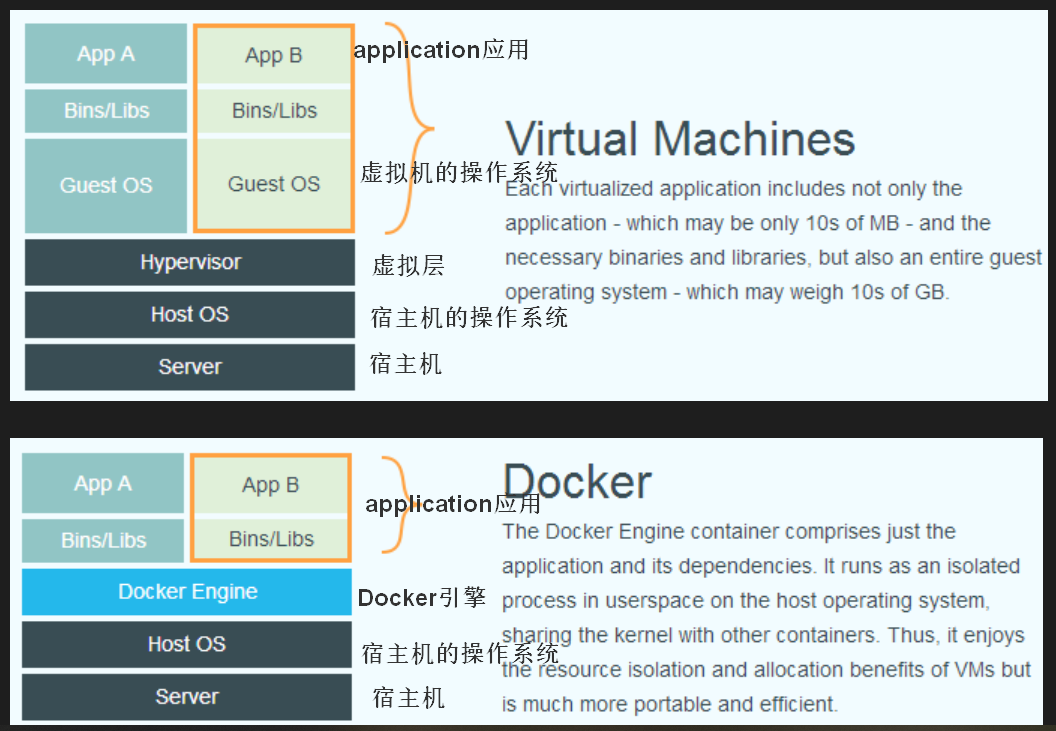 App A
App B
application应用
Bins/Libs
Bins/Libs
Guest OS
Guest OS
虚拟机的操作系统
Hypervisor
虚拟层
Host OS
宿主机的操作系统
Server
宿主机
Virtual Machines
Each virtualized application includes not only the
application - which may be only 10s of MB - and the
necessary binaries and libraries, but also an entire guest
operating system - which may weigh 10s of GB.
App A
App B
application应用
Bins/Libs
Bins/Libs
Docker Engine
Docker引擎
Host OS
宿主机的操作系统
Server
宿主机
Docker
The Docker Engine container comprises just the
application and its dependencies. It runs as an isolated
process in userspace on the host operating system,
sharing the kernel with other containers. Thus, it enjoys
the resource isolation and allocation benefits of VMs but
is much more portable and efficient.